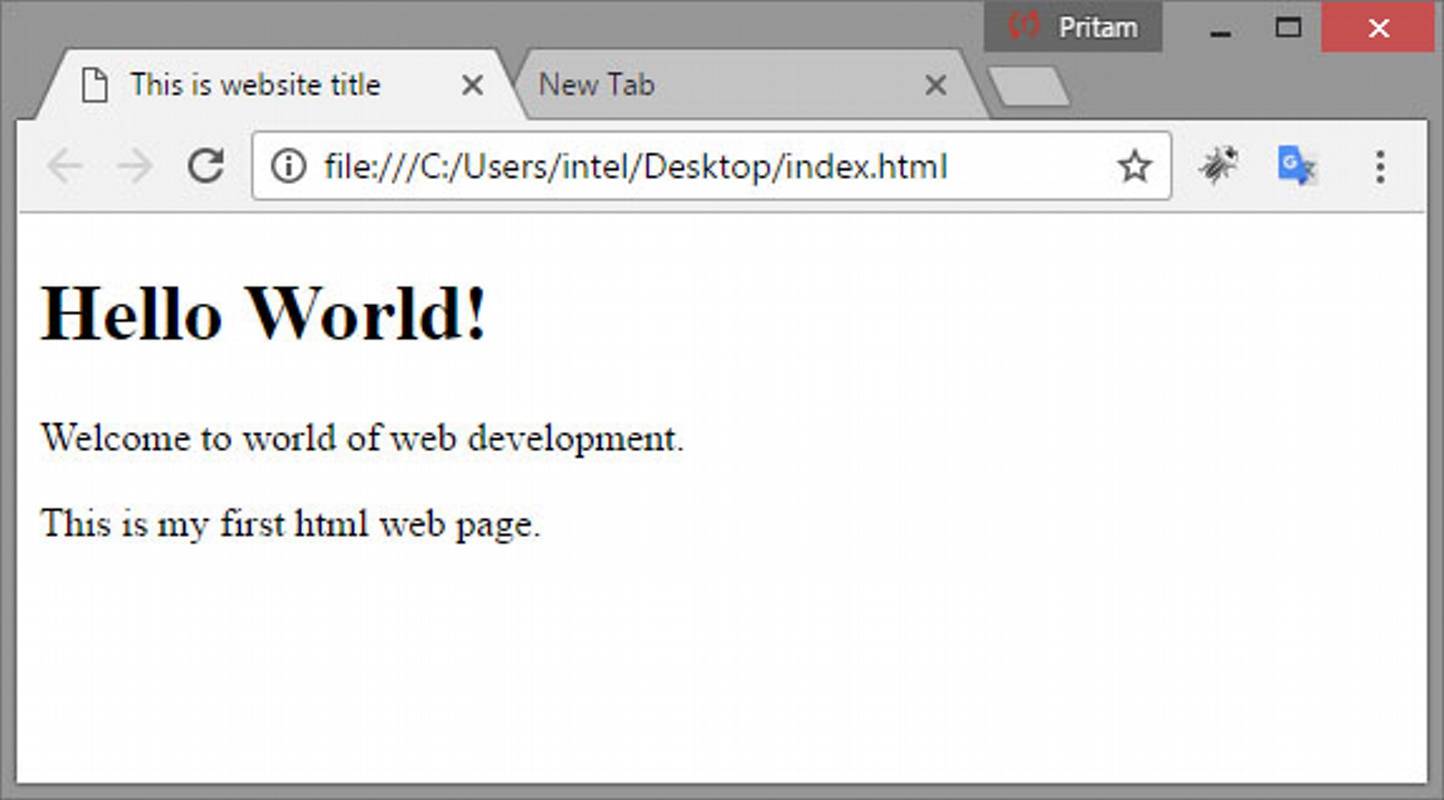 Pritam
This is website title
New Tab
file:///C:/Users/intel/Desktop/index.html
Hello World!
Welcome to world of web development.
This is my first html web page.